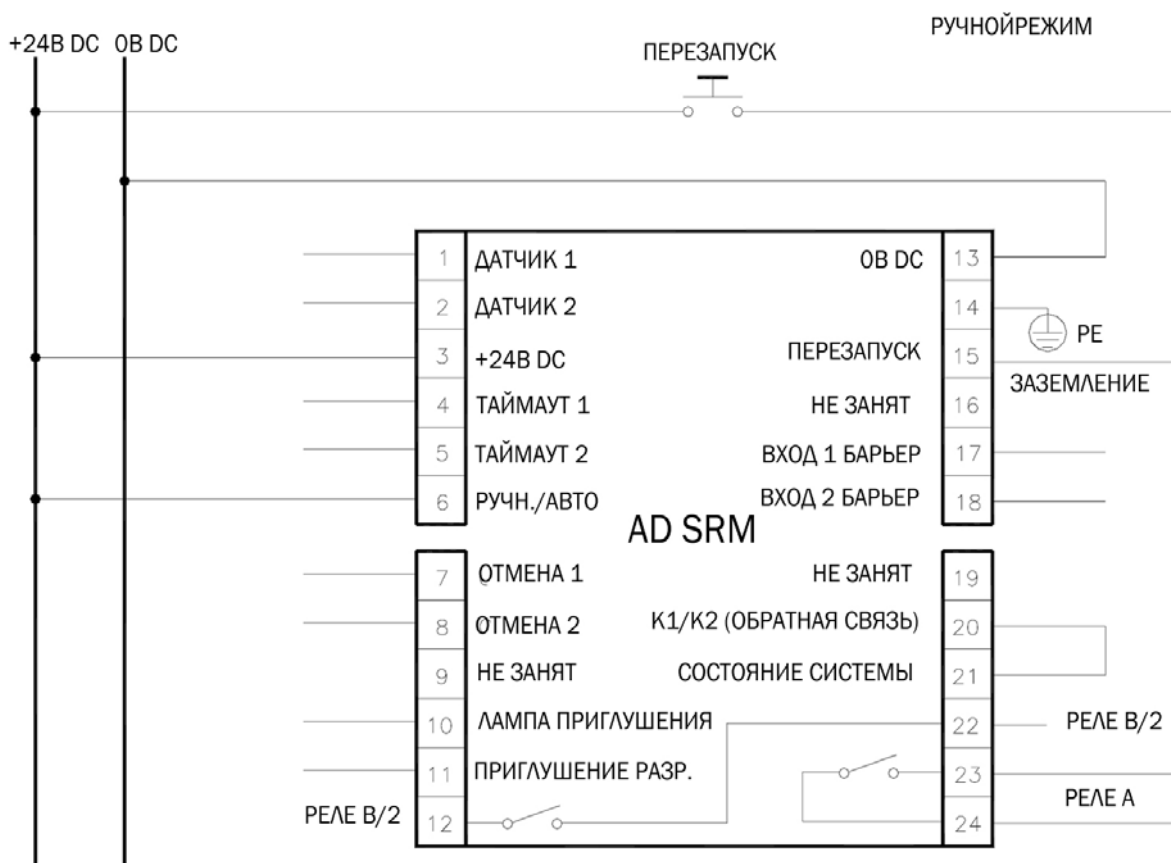 РУЧНОЙРЕЖИМ
+24В DC 0В DC
ПЕРЕЗАПУСК
1 ДАТЧИК 1
0В DC 13
2 ДАТЧИК 2
14
PE
3 +24В DC
ПЕРЕЗАПУСК 15
ЗАЗЕМЛЕНИЕ
4 ТАЙМАУТ 1
НЕ ЗАНЯТ 16
5 ТАЙМАУТ 2
ВХОД 1 БАРЬЕР 17
6 РУЧН./АВТО
ВХОД 2 БАРЬЕР 18
AD SRM
7 ОТМЕНА 1
НЕ ЗАНЯТ 19
8 ОТМЕНА 2
К1/К2 (ОБРАТНАЯ СВЯЗЬ) 20
9 НЕ ЗАНЯТ
СОСТОЯНИЕ СИСТЕМЫ 21
10 ЛАМПА ПРИГЛУШЕНИЯ
22 РЕЛЕ В/2
11 ПРИГЛУШЕНИЕ РАЗР.
23
РЕЛЕ А
РЕЛЕ В/2 12
24